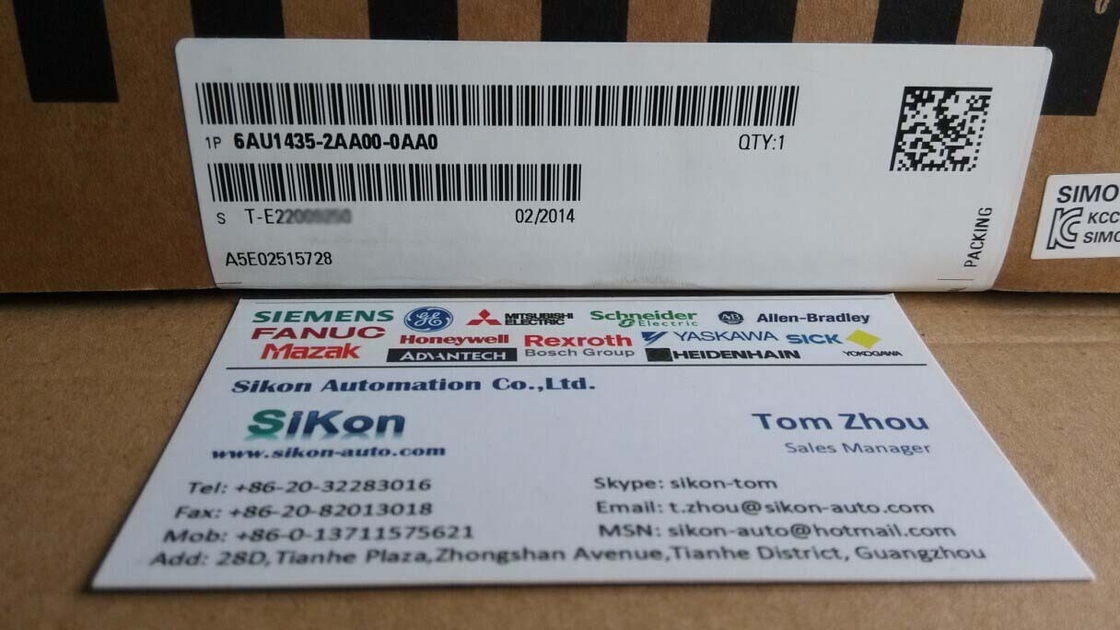 1P 6AU1435-2AA00-0AA0 QTY:1
S T-E22 02/2014
A5E02515728
PACKING
SIMO
KCC
SIMO
SIEMENS GE MITSUBISHI ELECTRIC Schneider Electric AB Allen-Bradley
FANUC Honeywell Rexroth Bosch Group YASKAWA SICK
Mazak ADVANTECH HEIDENHAIN YOKOGAWA
Sikon Automation Co.,Ltd.
SiKon
Tom Zhou
www.sikon-auto.com
Sales Manager
Tel: +86-20-32283016
Skype: sikon-tom
Fax: +86-20-82013018
Email: t.zhou@sikon-auto.com
Mob: +86-0-13711575621
MSN: sikon-auto@hotmail.com
Add: 28D,Tianhe Plaza,Zhongshan Avenue,Tianhe District, Guangzhou